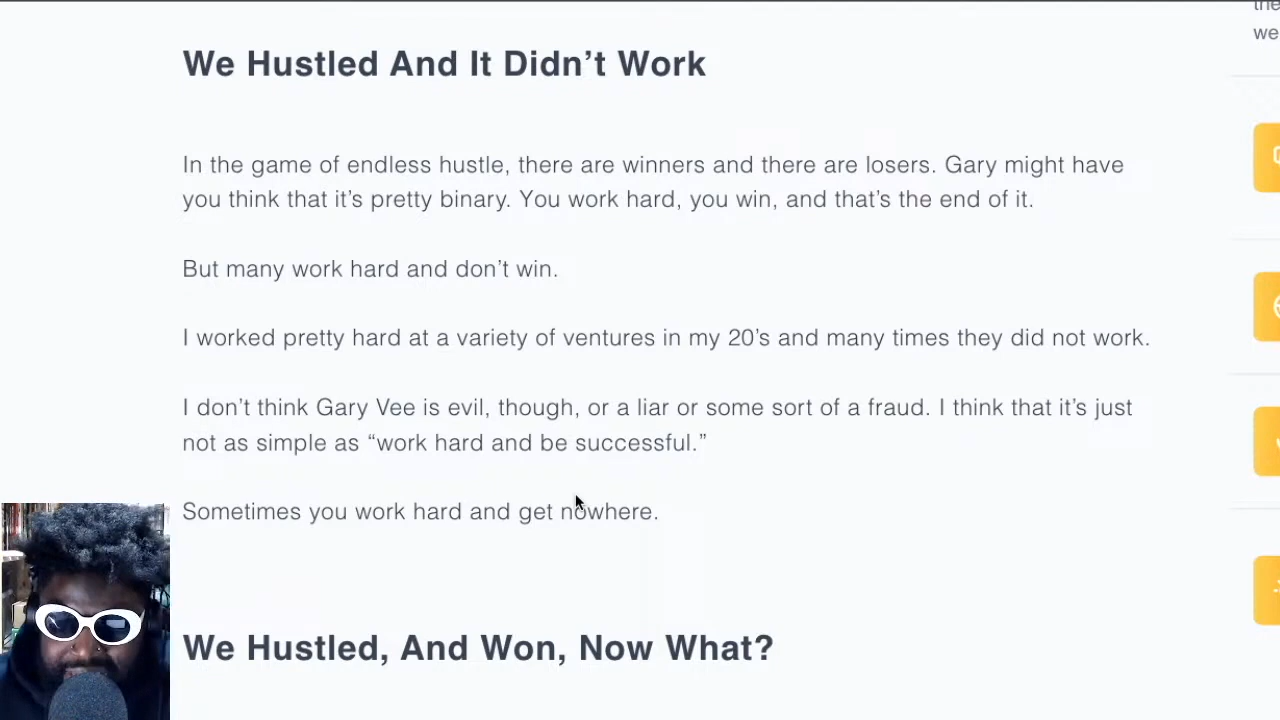 the
we
We Hustled And It Didn’t Work
In the game of endless hustle, there are winners and there are losers. Gary might have
you think that it’s pretty binary. You work hard, you win, and that’s the end of it.
But many work hard and don’t win.
I worked pretty hard at a variety of ventures in my 20’s and many times they did not work.
I don’t think Gary Vee is evil, though, or a liar or some sort of a fraud. I think that it’s just
not as simple as “work hard and be successful.”
Sometimes you work hard and get nowhere.
We Hustled, And Won, Now What?